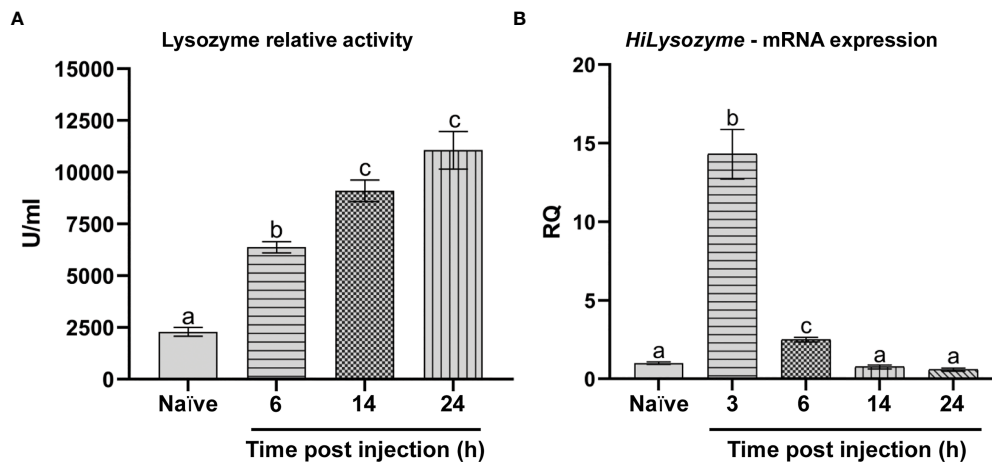 A
Lysozyme relative activity
15000
12500
10000
7500
5000
2500
0
U/ml
a
b
c
c
Naïve
6
14
24
Time post injection (h)
B
HiLysozyme - mRNA expression
20
15
10
5
0
RQ
a
b
c
a
a
Naïve
3
6
14
24
Time post injection (h)